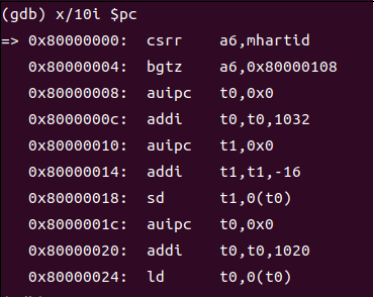 (gdb) x/10i $pc
=> 0x80000000: csrr a6,mhartid
0x80000004: bgtz a6,0x80000108
0x80000008: auipc t0,0x0
0x8000000c: addi t0,t0,1032
0x80000010: auipc t1,0x0
0x80000014: addi t1,t1,-16
0x80000018: sd t1,0(t0)
0x8000001c: auipc t0,0x0
0x80000020: addi t0,t0,1020
0x80000024: ld t0,0(t0)